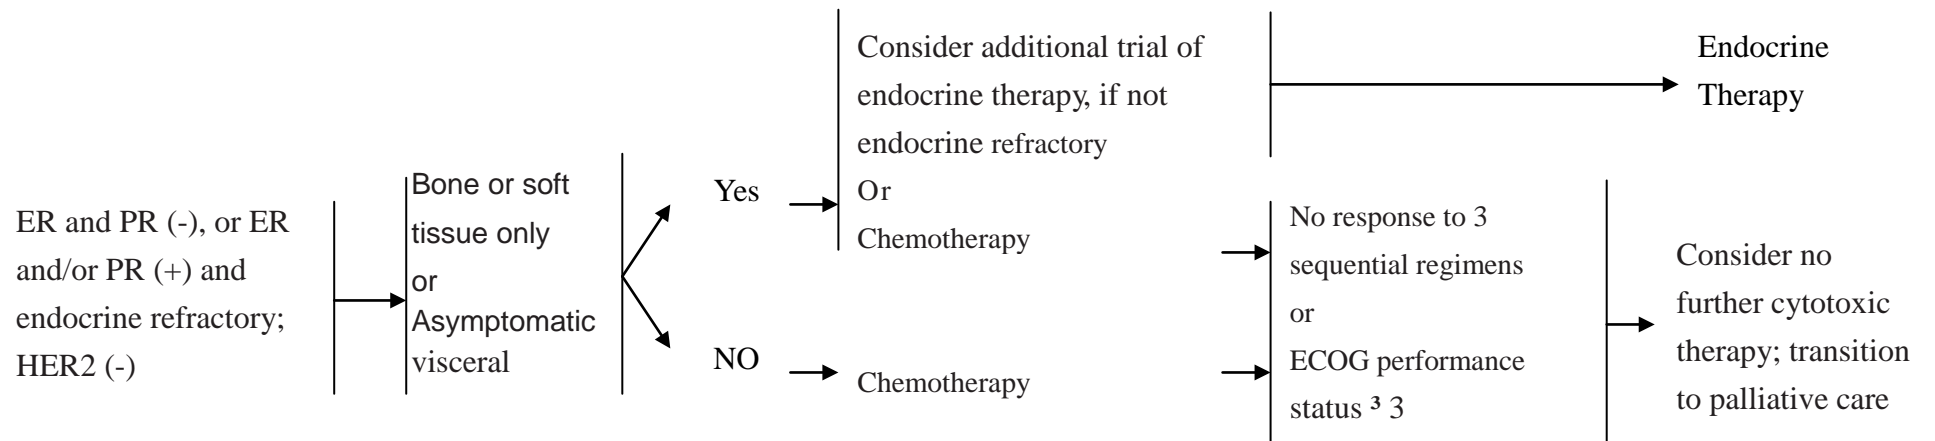 ER and PR (-), or ER
and/or PR (+) and
endocrine refractory;
HER2 (-)
Bone or soft
tissue only
or
Asymptomatic
visceral
Yes
NO
Consider additional trial of
endocrine therapy, if not
endocrine refractory
Or
Chemotherapy
Chemotherapy
Endocrine
Therapy
No response to 3
sequential regimens
or
ECOG performance
status ³ 3
Consider no
further cytotoxic
therapy; transition
to palliative care